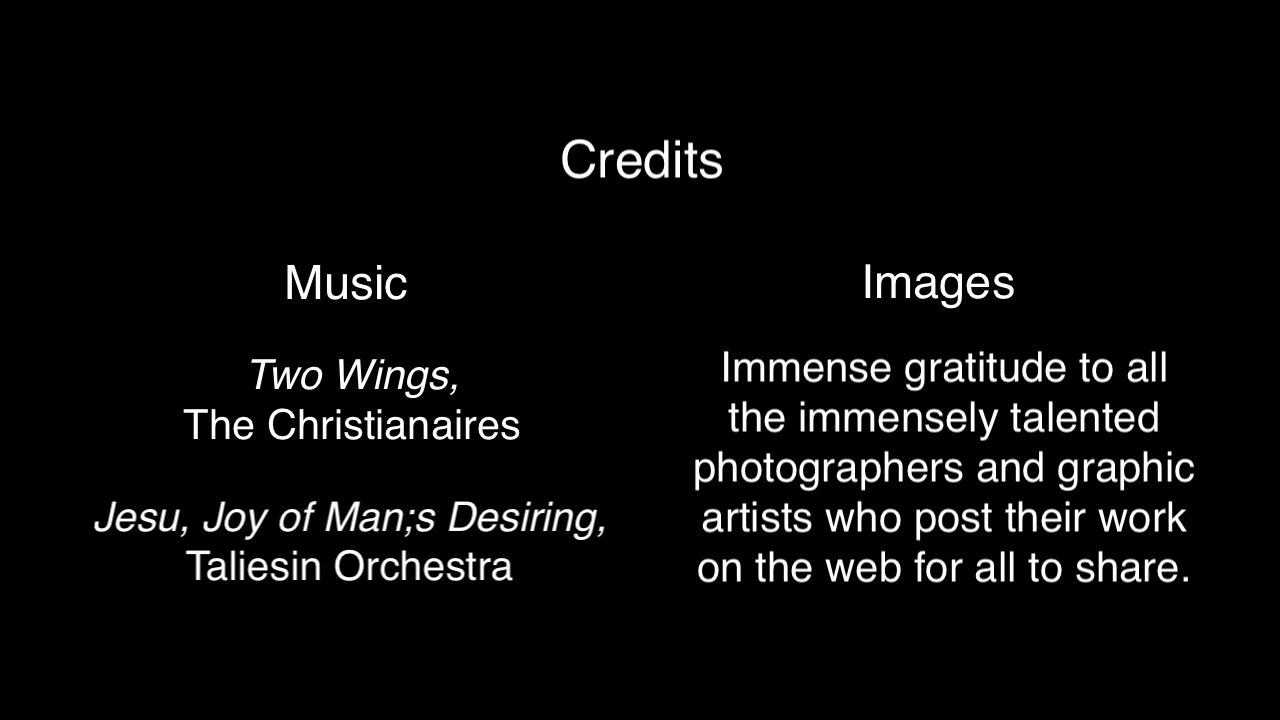 Credits
Music
Two Wings,
The Christianaires
Jesu, Joy of Man;s Desiring,
Taliesin Orchestra
Images
Immense gratitude to all
the immensely talented
photographers and graphic
artists who post their work
on the web for all to share.